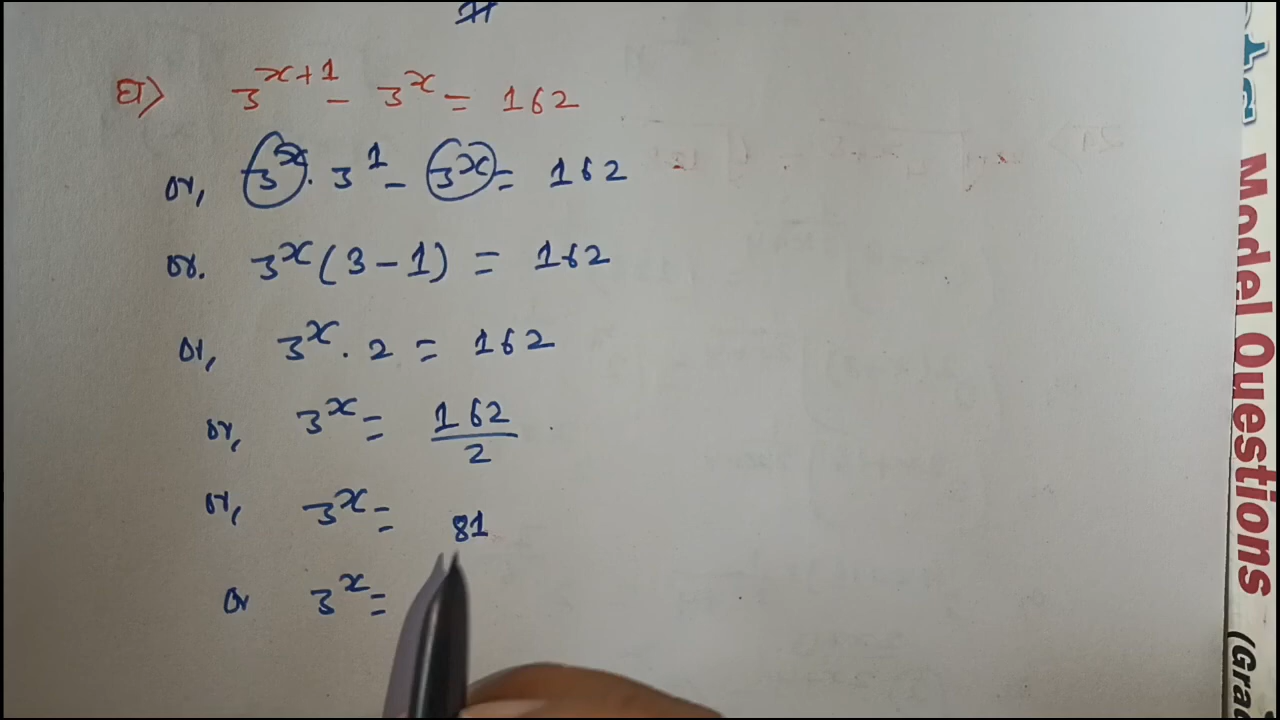 घ) 3^{x+1} - 3^x = 162
or, 3^x · 3^1 - 3^x = 162
or. 3^x (3 - 1) = 162
or, 3^x · 2 = 162
or, 3^x = 162/2
or, 3^x = 81
or 3^x =
Model Questions
(Grad